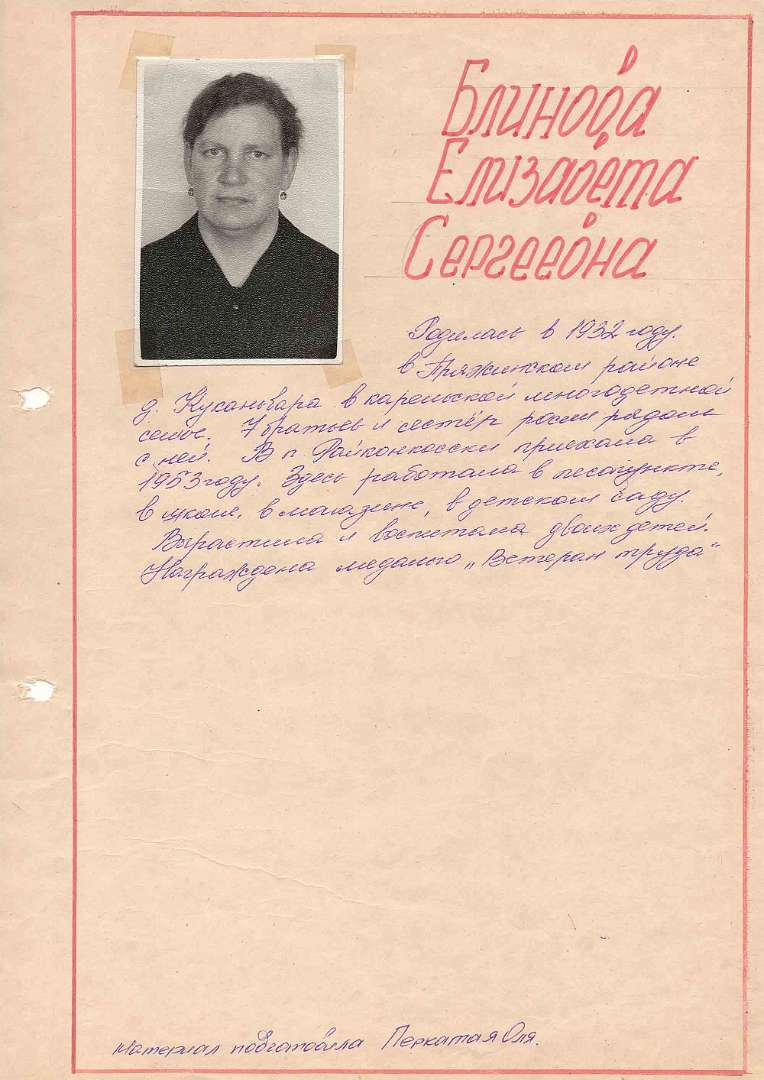 Блинова
Елизавета
Сергеевна
Родилась в 1932 году.
в Пряжинском районе
д. Кусаньвара в карельской многодетной
семье. 7 братьев и сестёр росли рядом
с ней. В п. Райконкоски приехала в
1953 году. Здесь работала в лесопункте,
в школе, в магазине, в детском саду.
Вырастила и воспитала двоих детей.
Награждена медалью „Ветеран труда"
Материал подготовила Перкатая Оля.